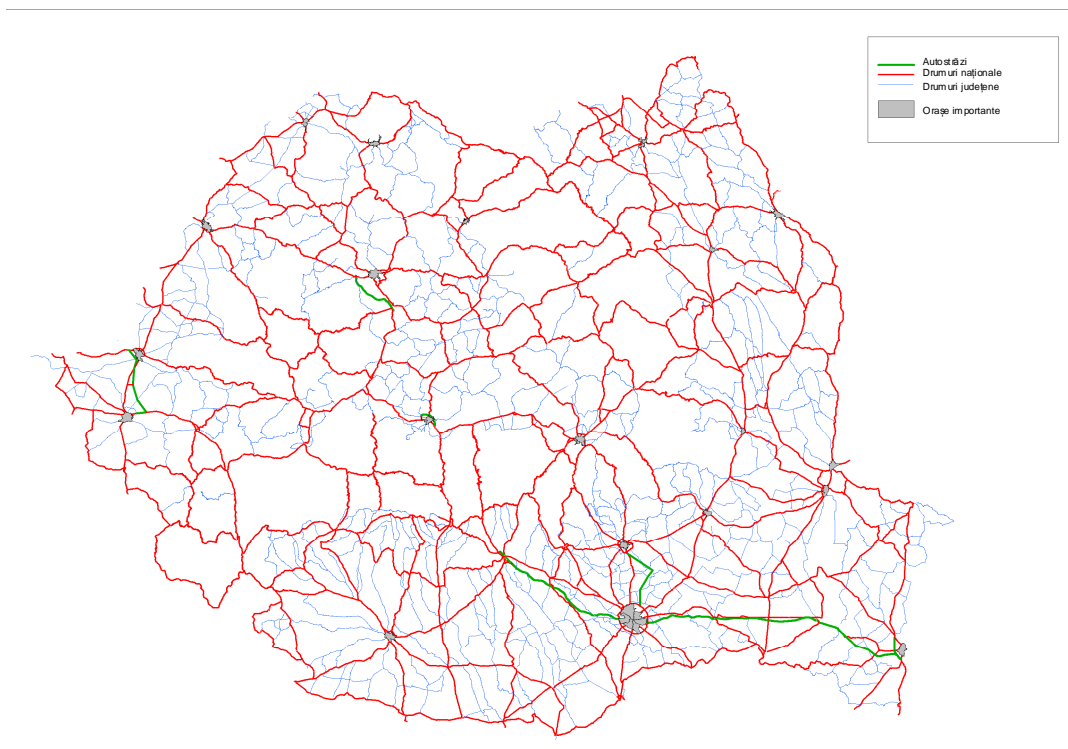 Autostrăzi
Drumuri naționale
Drumuri județene
Orașe importante